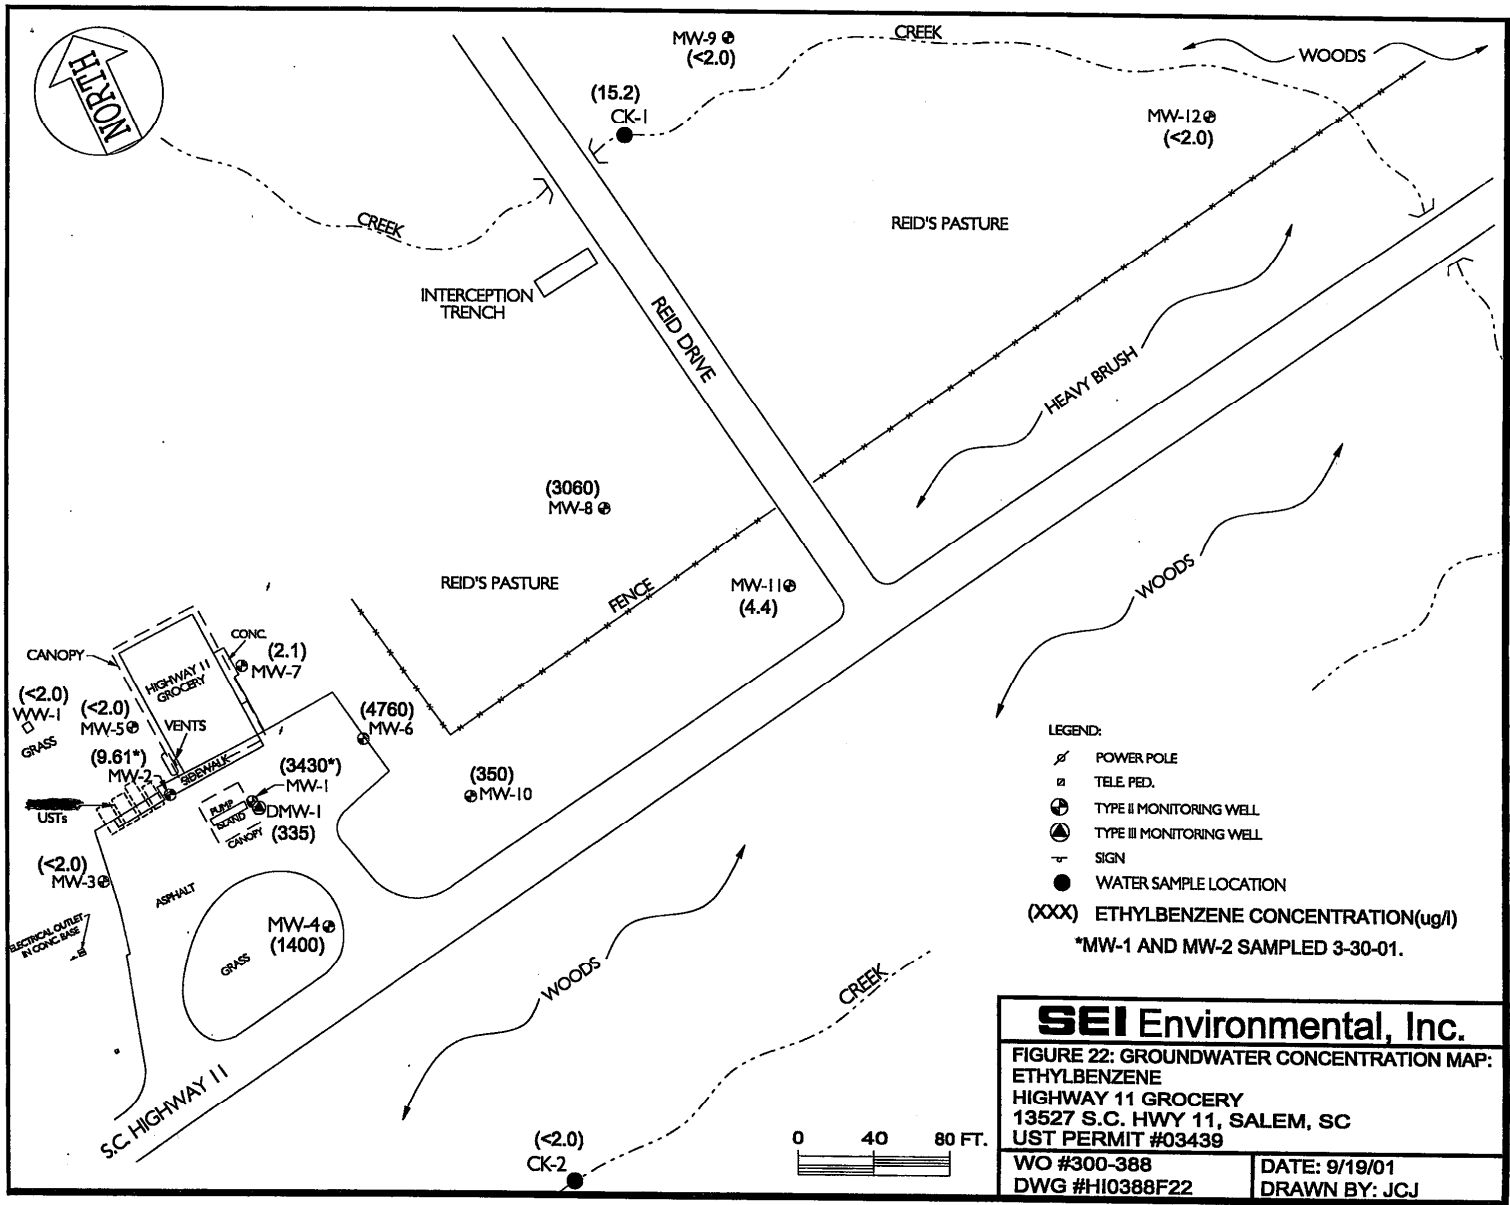 NORTH
MW-9
(<2.0)
CREEK
WOODS
(15.2)
CK-1
MW-12
(<2.0)
CREEK
REID'S PASTURE
INTERCEPTION
TRENCH
REID DRIVE
HEAVY BRUSH
(3060)
MW-8
REID'S PASTURE
FENCE
MW-11
(4.4)
WOODS
CONC.
(2.1)
MW-7
CANOPY
HIGHWAY 11
GROCERY
(<2.0)
WW-1
GRASS
(<2.0)
MW-5
VENTS
(4760)
MW-6
(9.61*)
MW-2
SIDEWALK
(3430*)
MW-1
(350)
MW-10
USTs
PUMP
ISLAND
CANOPY
DMW-1
(335)
(<2.0)
MW-3
ASPHALT
ELECTRICAL OUTLET
IN CONC. BASE
MW-4
(1400)
GRASS
WOODS
CREEK
S.C. HIGHWAY 11
(<2.0)
CK-2
0 40 80 FT.
LEGEND:
POWER POLE
TELE. PED.
TYPE II MONITORING WELL
TYPE III MONITORING WELL
SIGN
WATER SAMPLE LOCATION
(XXX) ETHYLBENZENE CONCENTRATION(ug/l)
*MW-1 AND MW-2 SAMPLED 3-30-01.
SEI Environmental, Inc.
FIGURE 22: GROUNDWATER CONCENTRATION MAP:
ETHYLBENZENE
HIGHWAY 11 GROCERY
13527 S.C. HWY 11, SALEM, SC
UST PERMIT #03439
WO #300-388
DWG #HI0388F22
DATE: 9/19/01
DRAWN BY: JCJ